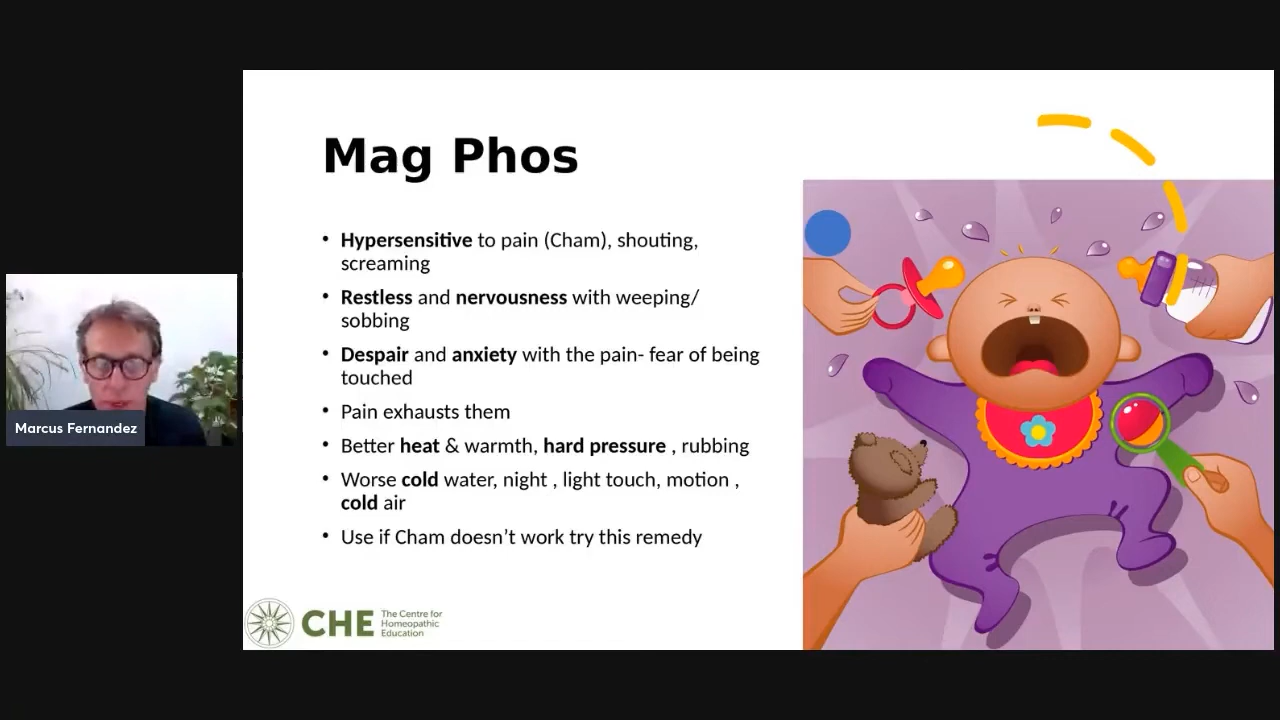 Mag Phos
• Hypersensitive to pain (Cham), shouting,
screaming
• Restless and nervousness with weeping/
sobbing
• Despair and anxiety with the pain- fear of being
touched
• Pain exhausts them
• Better heat & warmth, hard pressure , rubbing
• Worse cold water, night , light touch, motion ,
cold air
• Use if Cham doesn’t work try this remedy
Marcus Fernandez
CHE
The Centre for
Homeopathic
Education